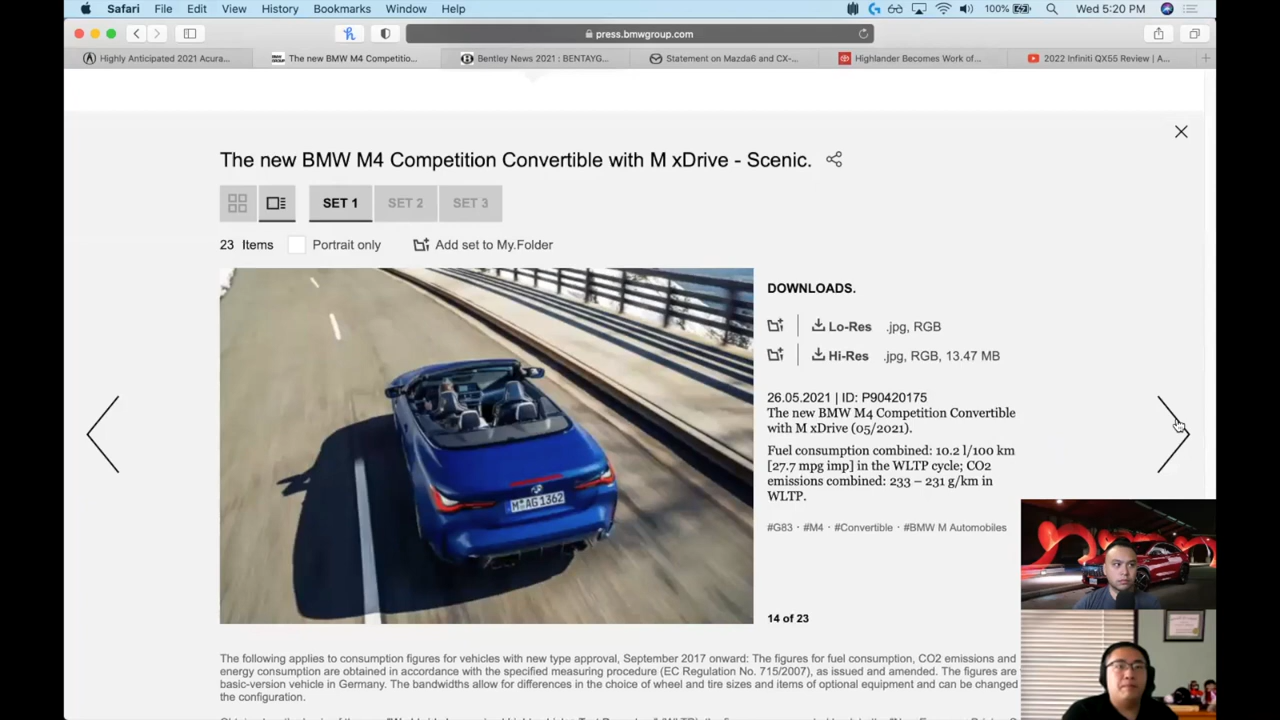 Safari File Edit View History Bookmarks Window Help 100% Wed 5:20 PM
press.bmwgroup.com
Highly Anticipated 2021 Acura... The new BMW M4 Competitio... Bentley News 2021 : BENTAYG... Statement on Mazda6 and CX-... Highlander Becomes Work of... 2022 Infiniti QX55 Review | A...
The new BMW M4 Competition Convertible with M xDrive - Scenic.
SET 1 SET 2 SET 3
23 Items Portrait only Add set to My.Folder
DOWNLOADS.
Lo-Res .jpg, RGB
Hi-Res .jpg, RGB, 13.47 MB
26.05.2021 | ID: P90420175
The new BMW M4 Competition Convertible
with M xDrive (05/2021).
Fuel consumption combined: 10.2 l/100 km
[27.7 mpg imp] in the WLTP cycle; CO2
emissions combined: 233 – 231 g/km in
WLTP.
#G83 · #M4 · #Convertible · #BMW M Automobiles
M AG 1362
14 of 23
The following applies to consumption figures for vehicles with new type approval, September 2017 onward: The figures for fuel consumption, CO2 emissions and
energy consumption are obtained in accordance with the specified measuring procedure (EC Regulation No. 715/2007), as issued and amended. The figures are
basic-version vehicle in Germany. The bandwidths allow for differences in the choice of wheel and tire sizes and items of optional equipment and can be changed
the configuration.